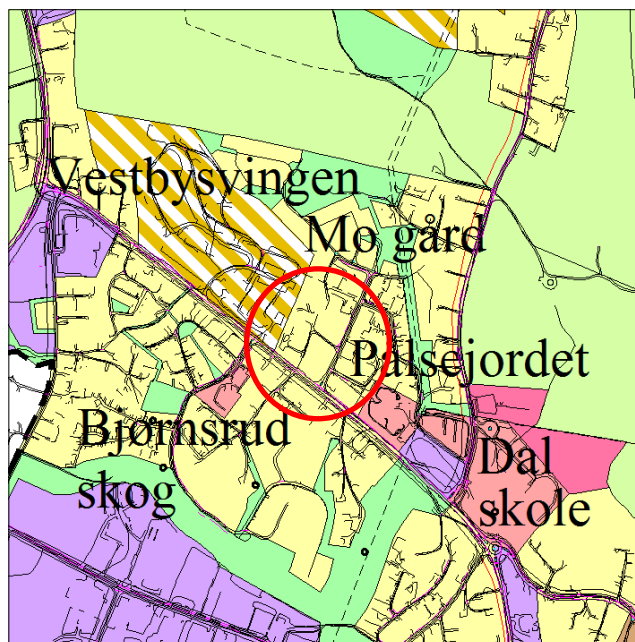 Vestbysvingen
Mo gård
Pålsejordet
Bjørnsrud
skog
Dal
skole